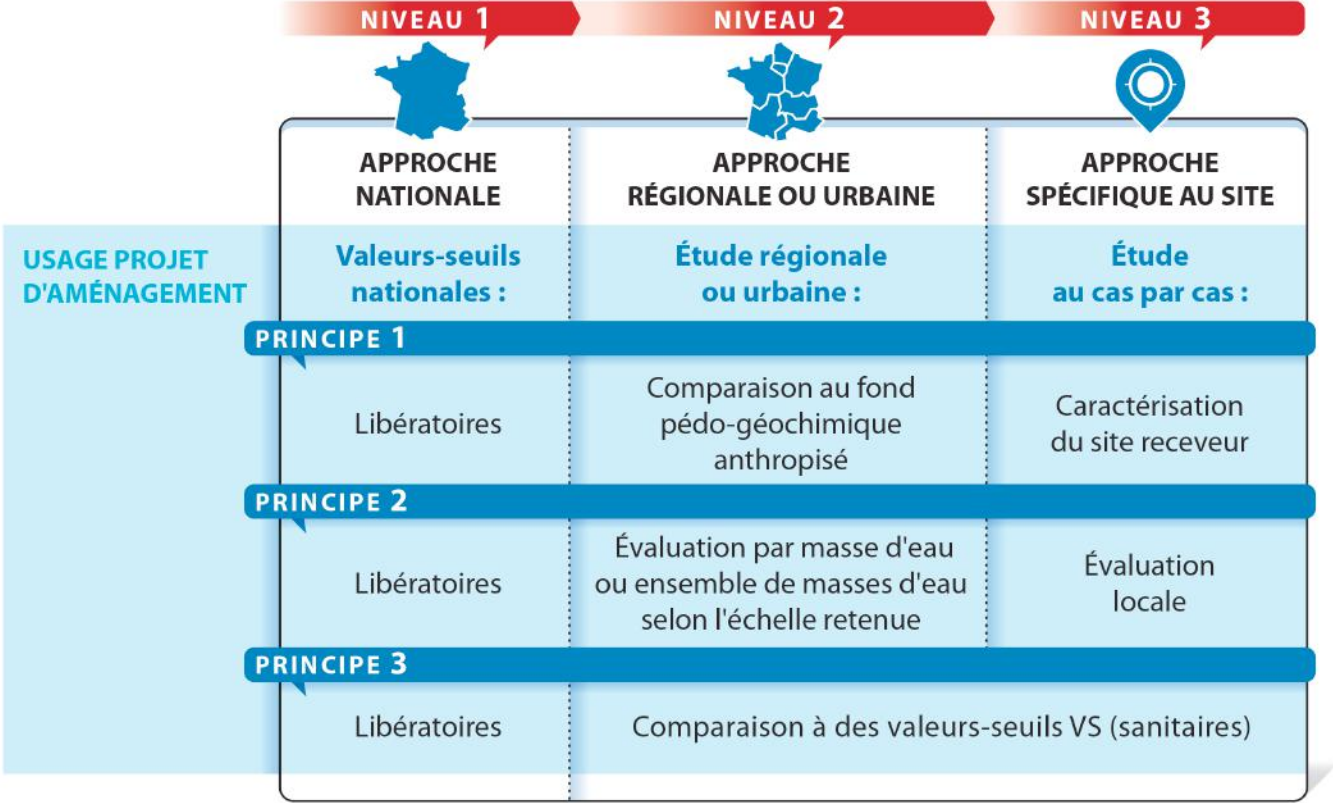 NIVEAU 1
NIVEAU 2
NIVEAU 3
APPROCHE
NATIONALE
APPROCHE
RÉGIONALE OU URBAINE
APPROCHE
SPÉCIFIQUE AU SITE
USAGE PROJET
D'AMÉNAGEMENT
Valeurs-seuils
nationales :
Étude régionale
ou urbaine :
Étude
au cas par cas :
PRINCIPE 1
Libératoires
Comparaison au fond
pédo-géochimique
anthropisé
Caractérisation
du site receveur
PRINCIPE 2
Libératoires
Évaluation par masse d'eau
ou ensemble de masses d'eau
selon l'échelle retenue
Évaluation
locale
PRINCIPE 3
Libératoires
Comparaison à des valeurs-seuils VS (sanitaires)